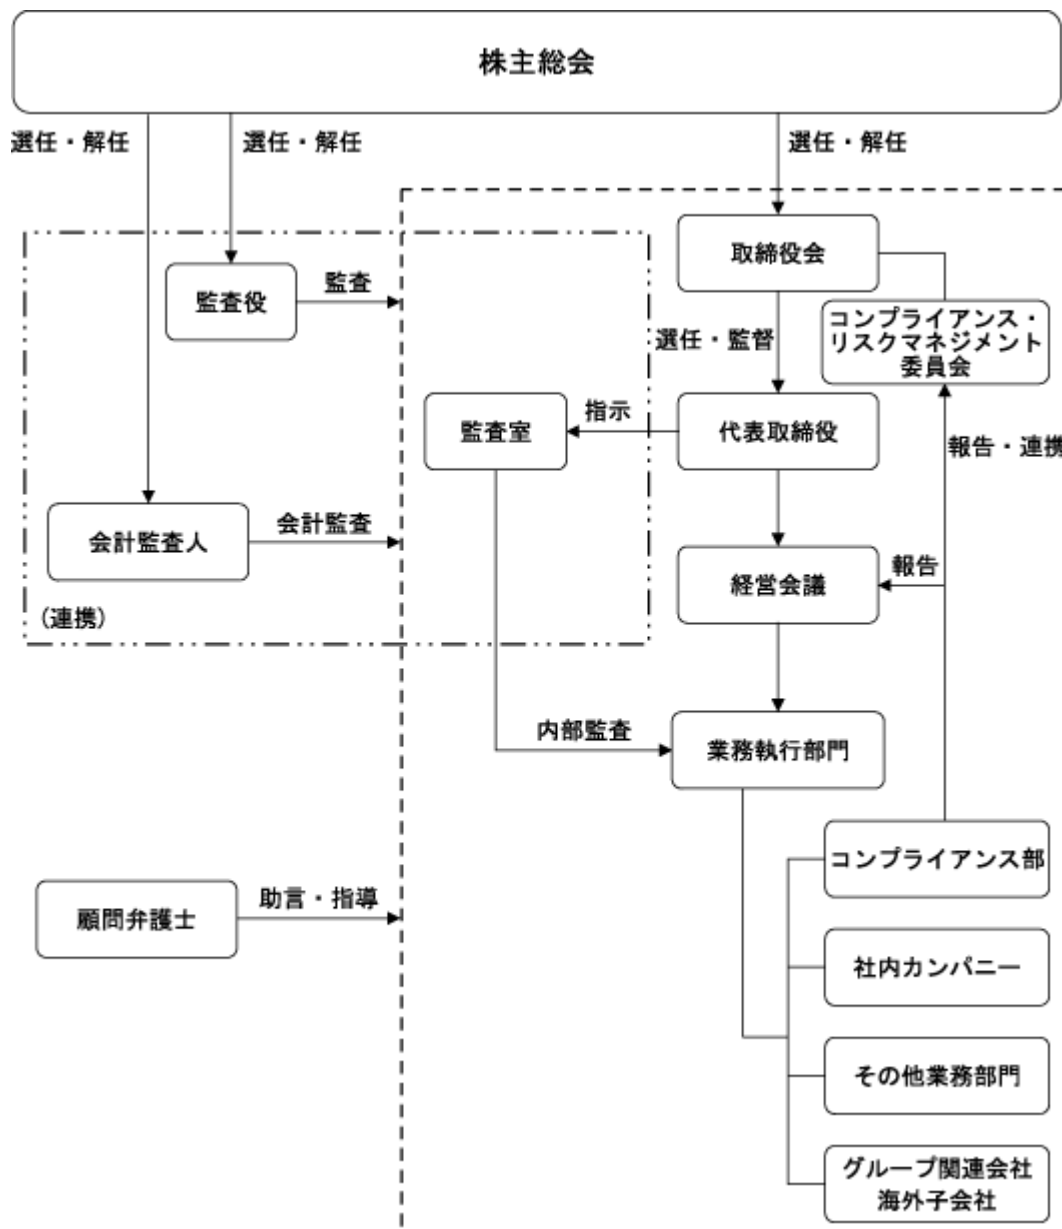 株主総会
選任・解任
選任・解任
選任・解任
取締役会
監査役
監査
コンプライアンス・
リスクマネジメント
委員会
選任・監督
監査室
指示
代表取締役
報告・連携
会計監査人
会計監査
経営会議
報告
(連携)
内部監査
業務執行部門
コンプライアンス部
顧問弁護士
助言・指導
社内カンパニー
その他業務部門
グループ関連会社
海外子会社